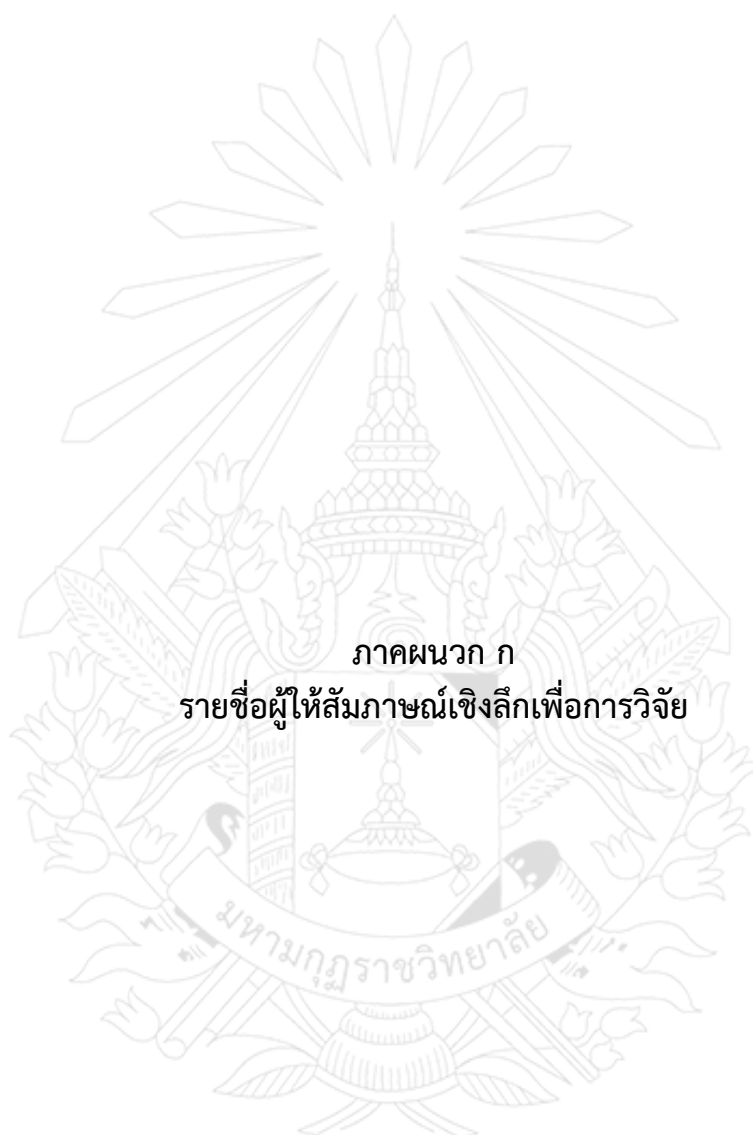 ภาคผนวก ก
รายชื่อผู้ให้สัมภาษณ์เชิงลึกเพื่อการวิจัย
มหามกุฏราชวิทยาลัย